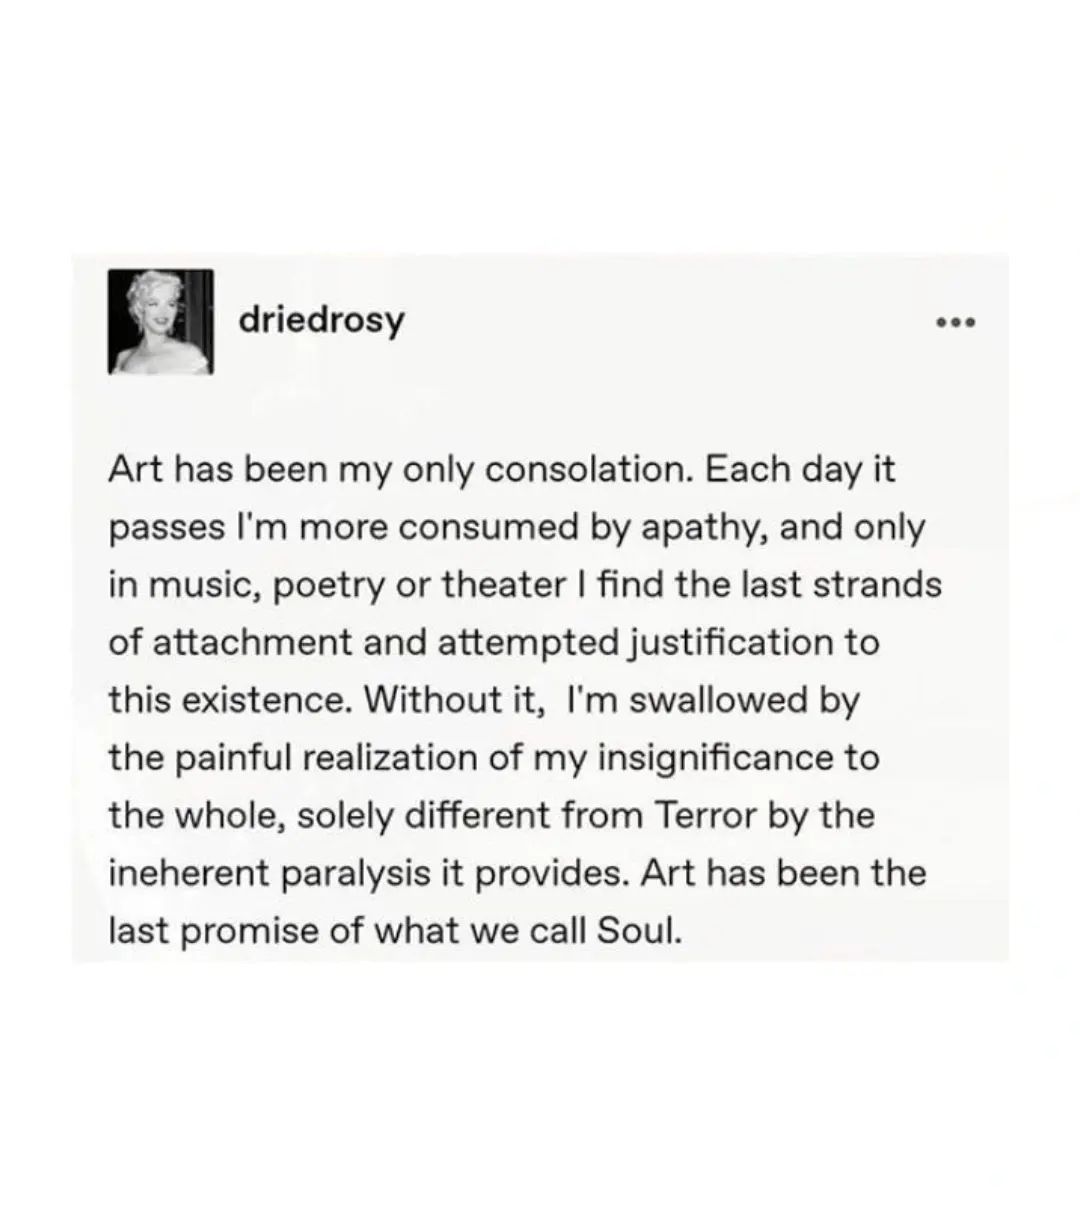 driedrosy
Art has been my only consolation. Each day it
passes I'm more consumed by apathy, and only
in music, poetry or theater I find the last strands
of attachment and attempted justification to
this existence. Without it,  I'm swallowed by
the painful realization of my insignificance to
the whole, solely different from Terror by the
ineherent paralysis it provides. Art has been the
last promise of what we call Soul.